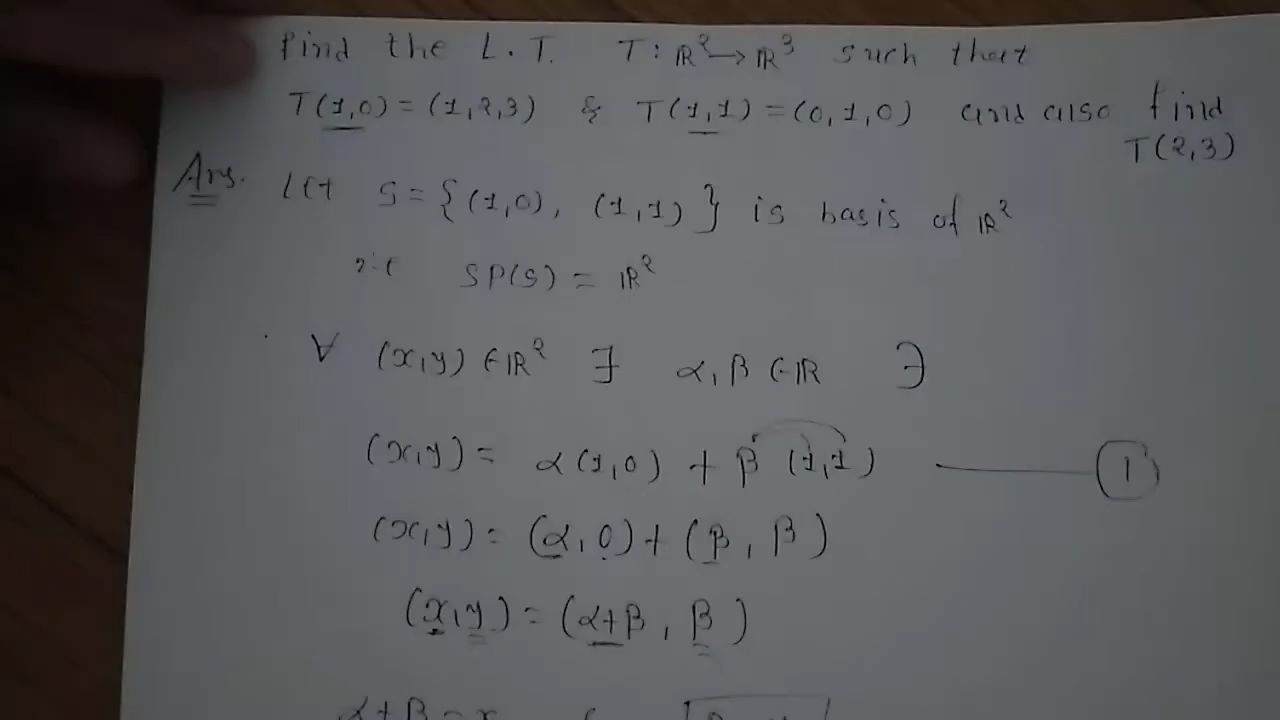 Find the L.T. T: ℝ² → ℝ³ such that
T(1,0) = (1,2,3) & T(1,1) = (0,1,0) and also find
T(2,3)
Ans. Let S = {(1,0), (1,1)} is basis of ℝ²
i.e SP(S) = ℝ²
∀ (x,y) ∈ ℝ² ∃ α, β ∈ ℝ ∋
(x,y) = α(1,0) + β (1,1) ——— 1
(x,y) = (α,0) + (β, β)
(x,y) = (α+β, β)
α+β = x